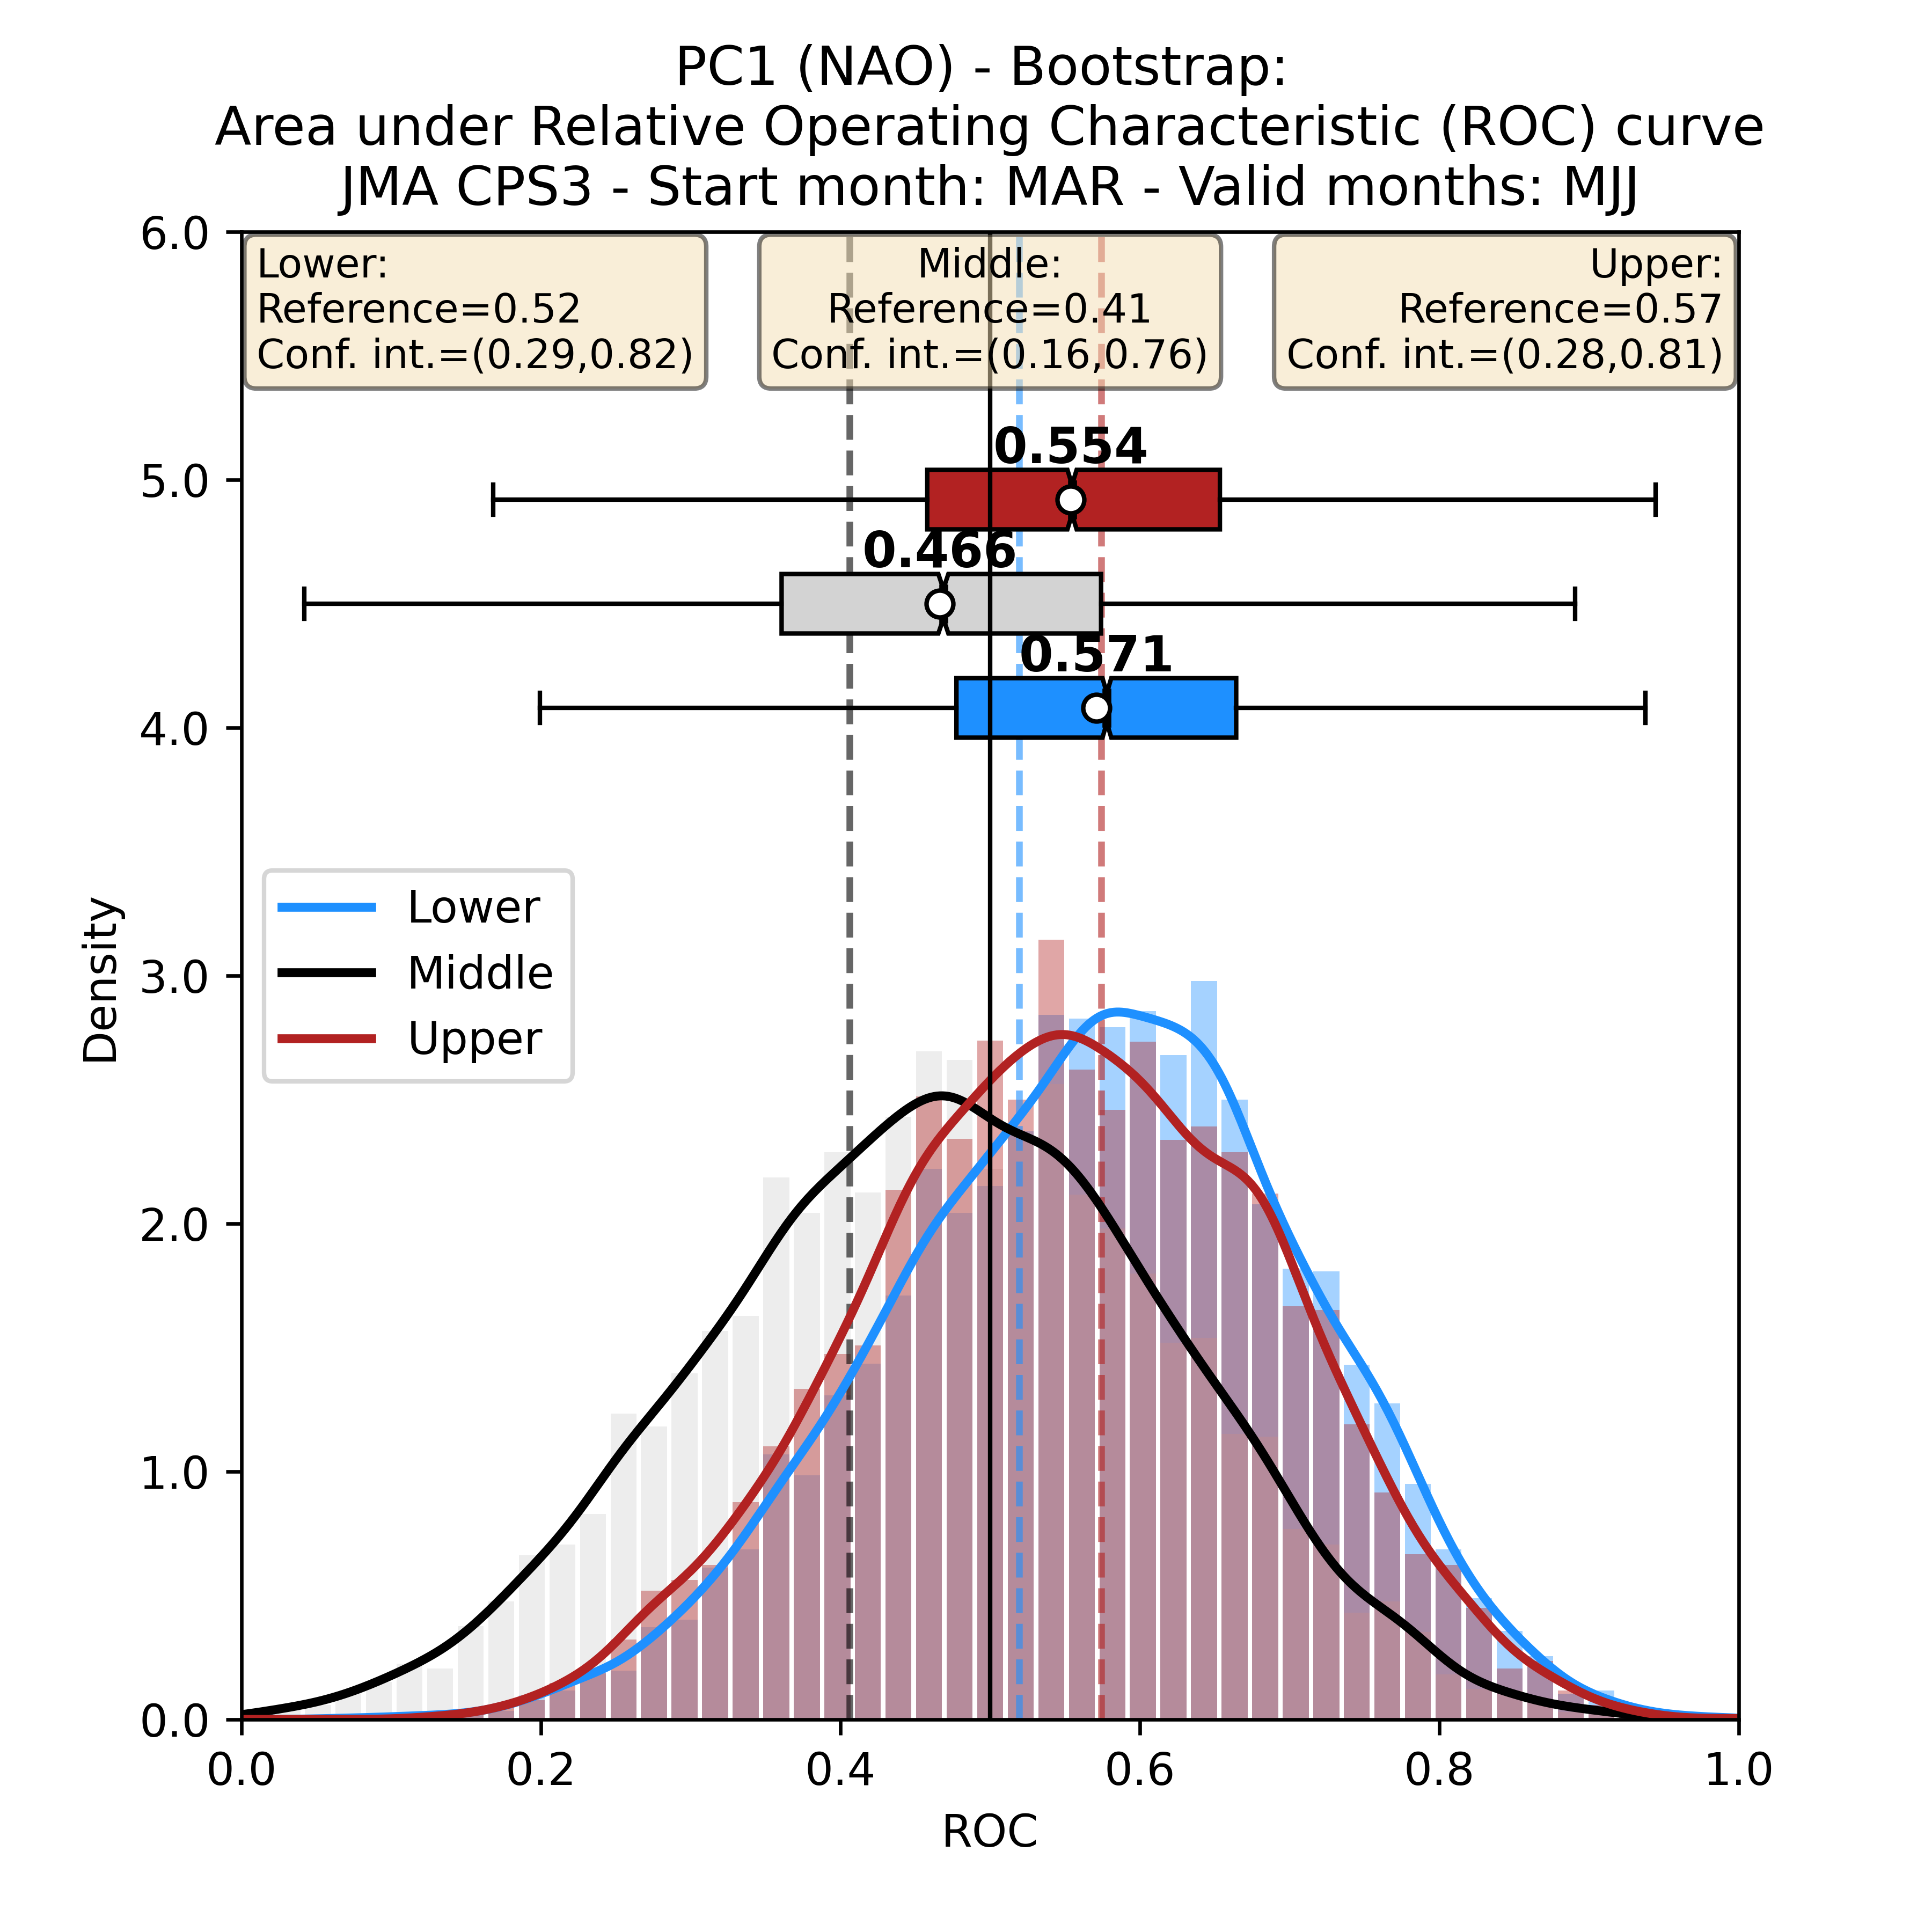 PC1 (NAO) - Bootstrap:
Area under Relative Operating Characteristic (ROC) curve
JMA CPS3 - Start month: MAR - Valid months: MJJ
Lower:
Reference=0.52
Conf. int.=(0.29,0.82)
Middle:
Reference=0.41
Conf. int.=(0.16,0.76)
Upper:
Reference=0.57
Conf. int.=(0.28,0.81)
0.554
0.466
0.571
Lower
Middle
Upper
Density
6.0
5.0
4.0
3.0
2.0
1.0
0.0
0.0 0.2 0.4 0.6 0.8 1.0
ROC